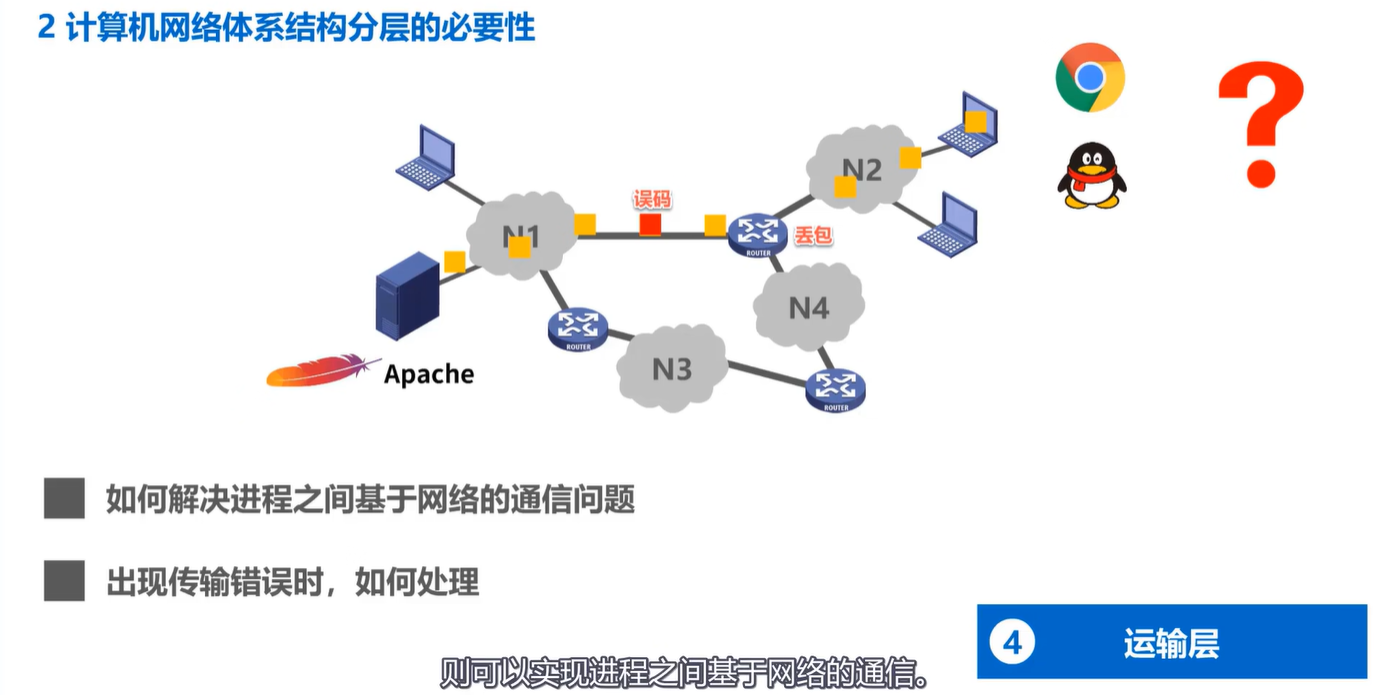 2 计算机网络体系结构分层的必要性
N2
误码
N1
丢包
ROUTER
N4
ROUTER
N3
Apache
ROUTER
如何解决进程之间基于网络的通信问题
出现传输错误时，如何处理
4 运输层
则可以实现进程之间基于网络的通信。